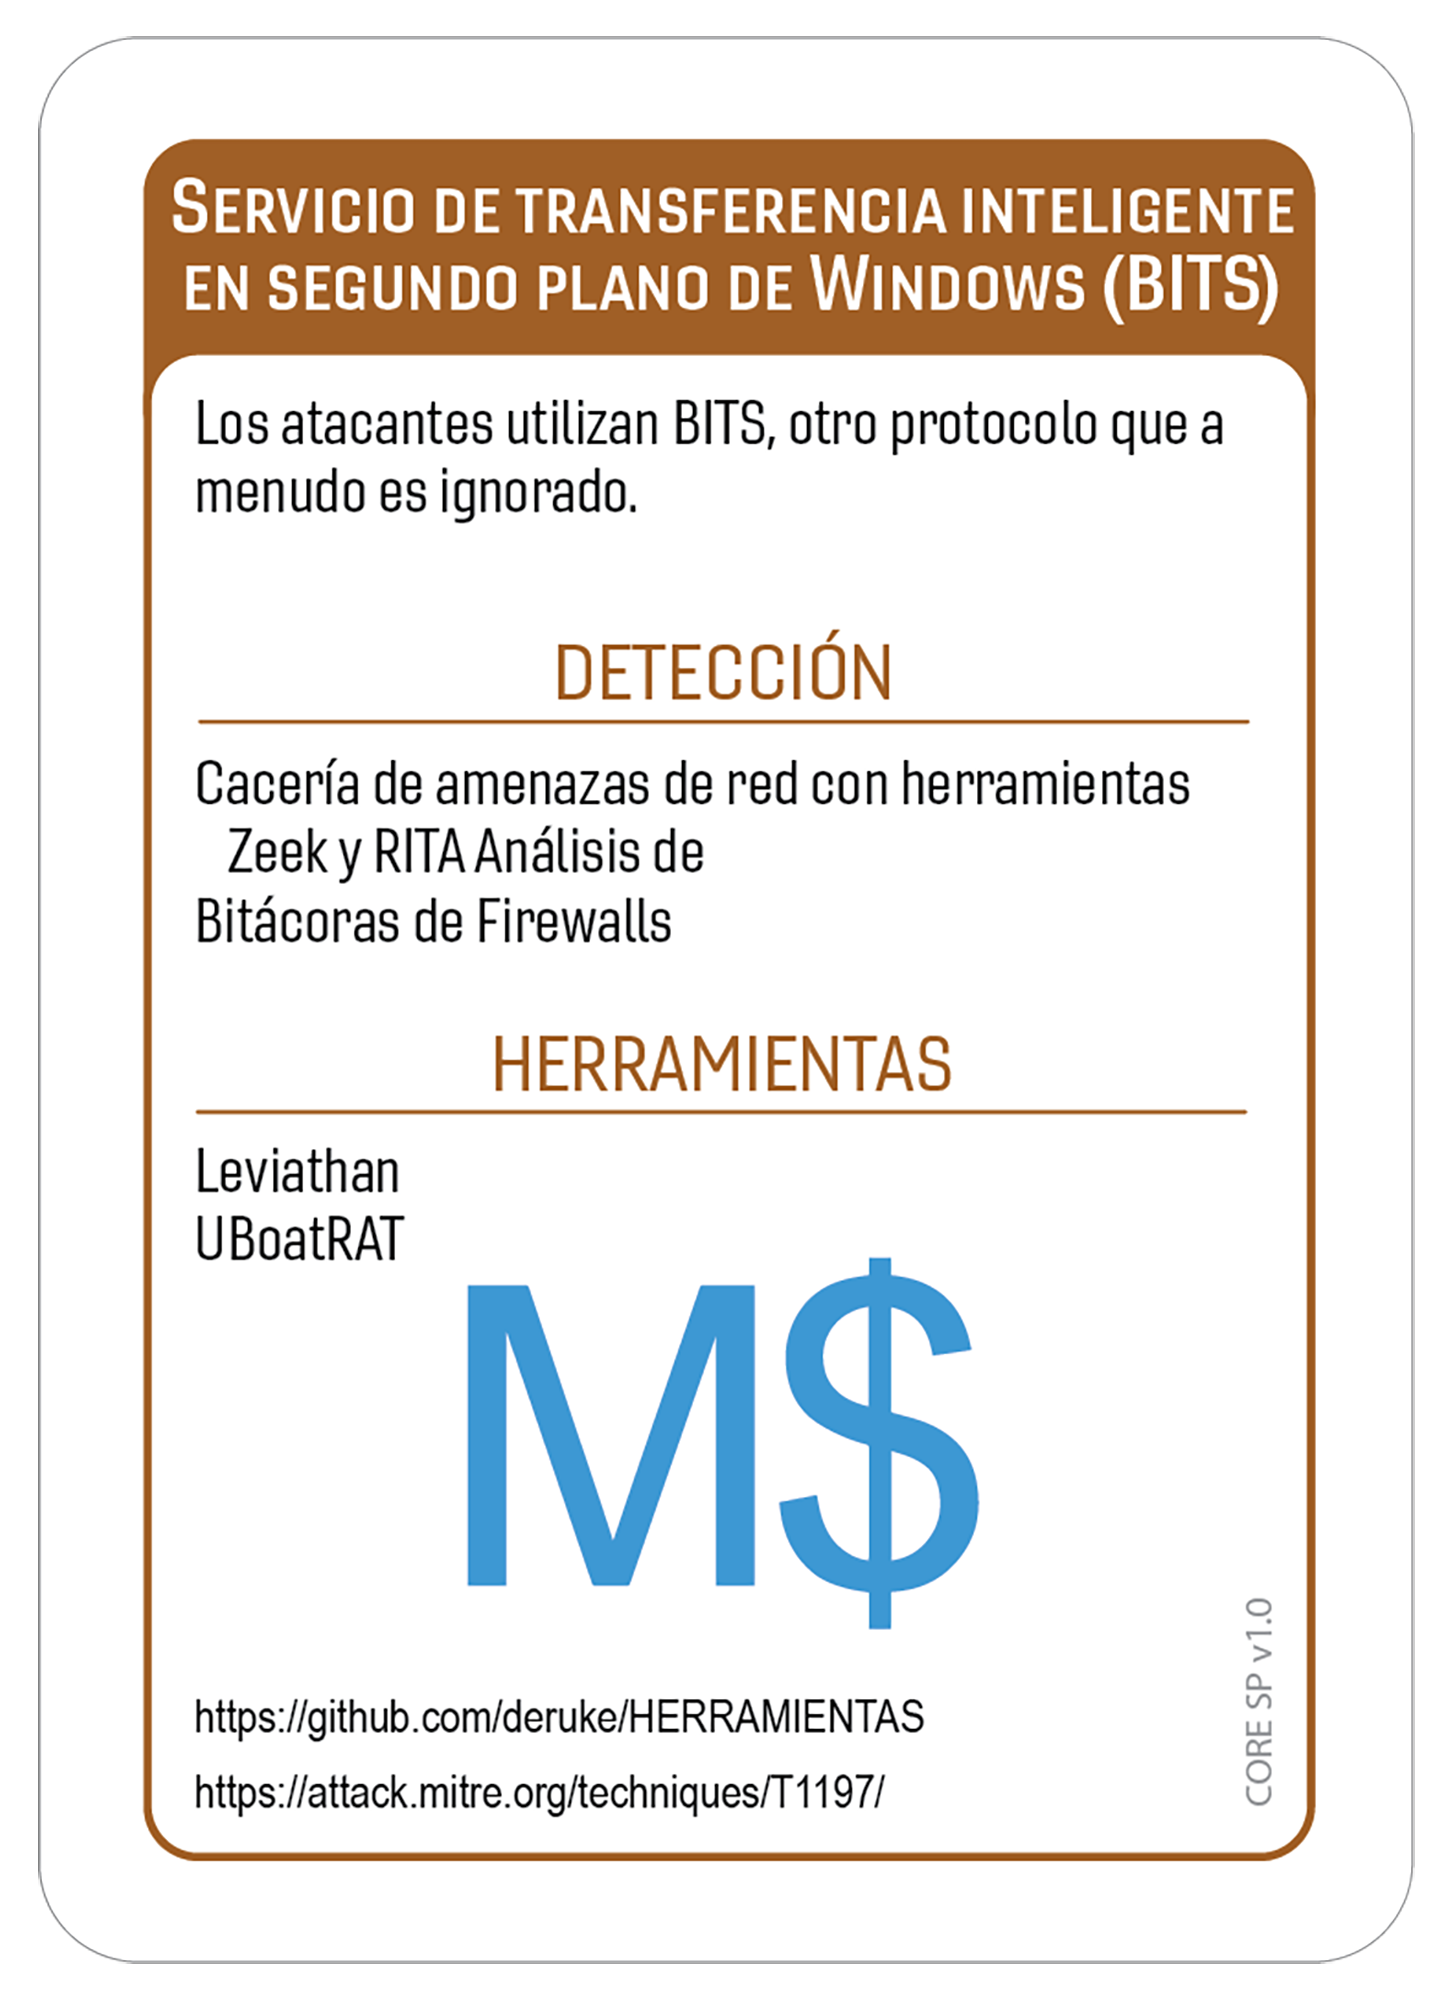 Servicio de transferencia inteligente
en segundo plano de Windows (BITS)
Los atacantes utilizan BITS, otro protocolo que a
menudo es ignorado.
DETECCIÓN
Cacería de amenazas de red con herramientas
Zeek y RITA Análisis de
Bitácoras de Firewalls
HERRAMIENTAS
Leviathan
UBoatRAT
M$
https://github.com/deruke/HERRAMIENTAS
https://attack.mitre.org/techniques/T1197/
CORE SP v1.0